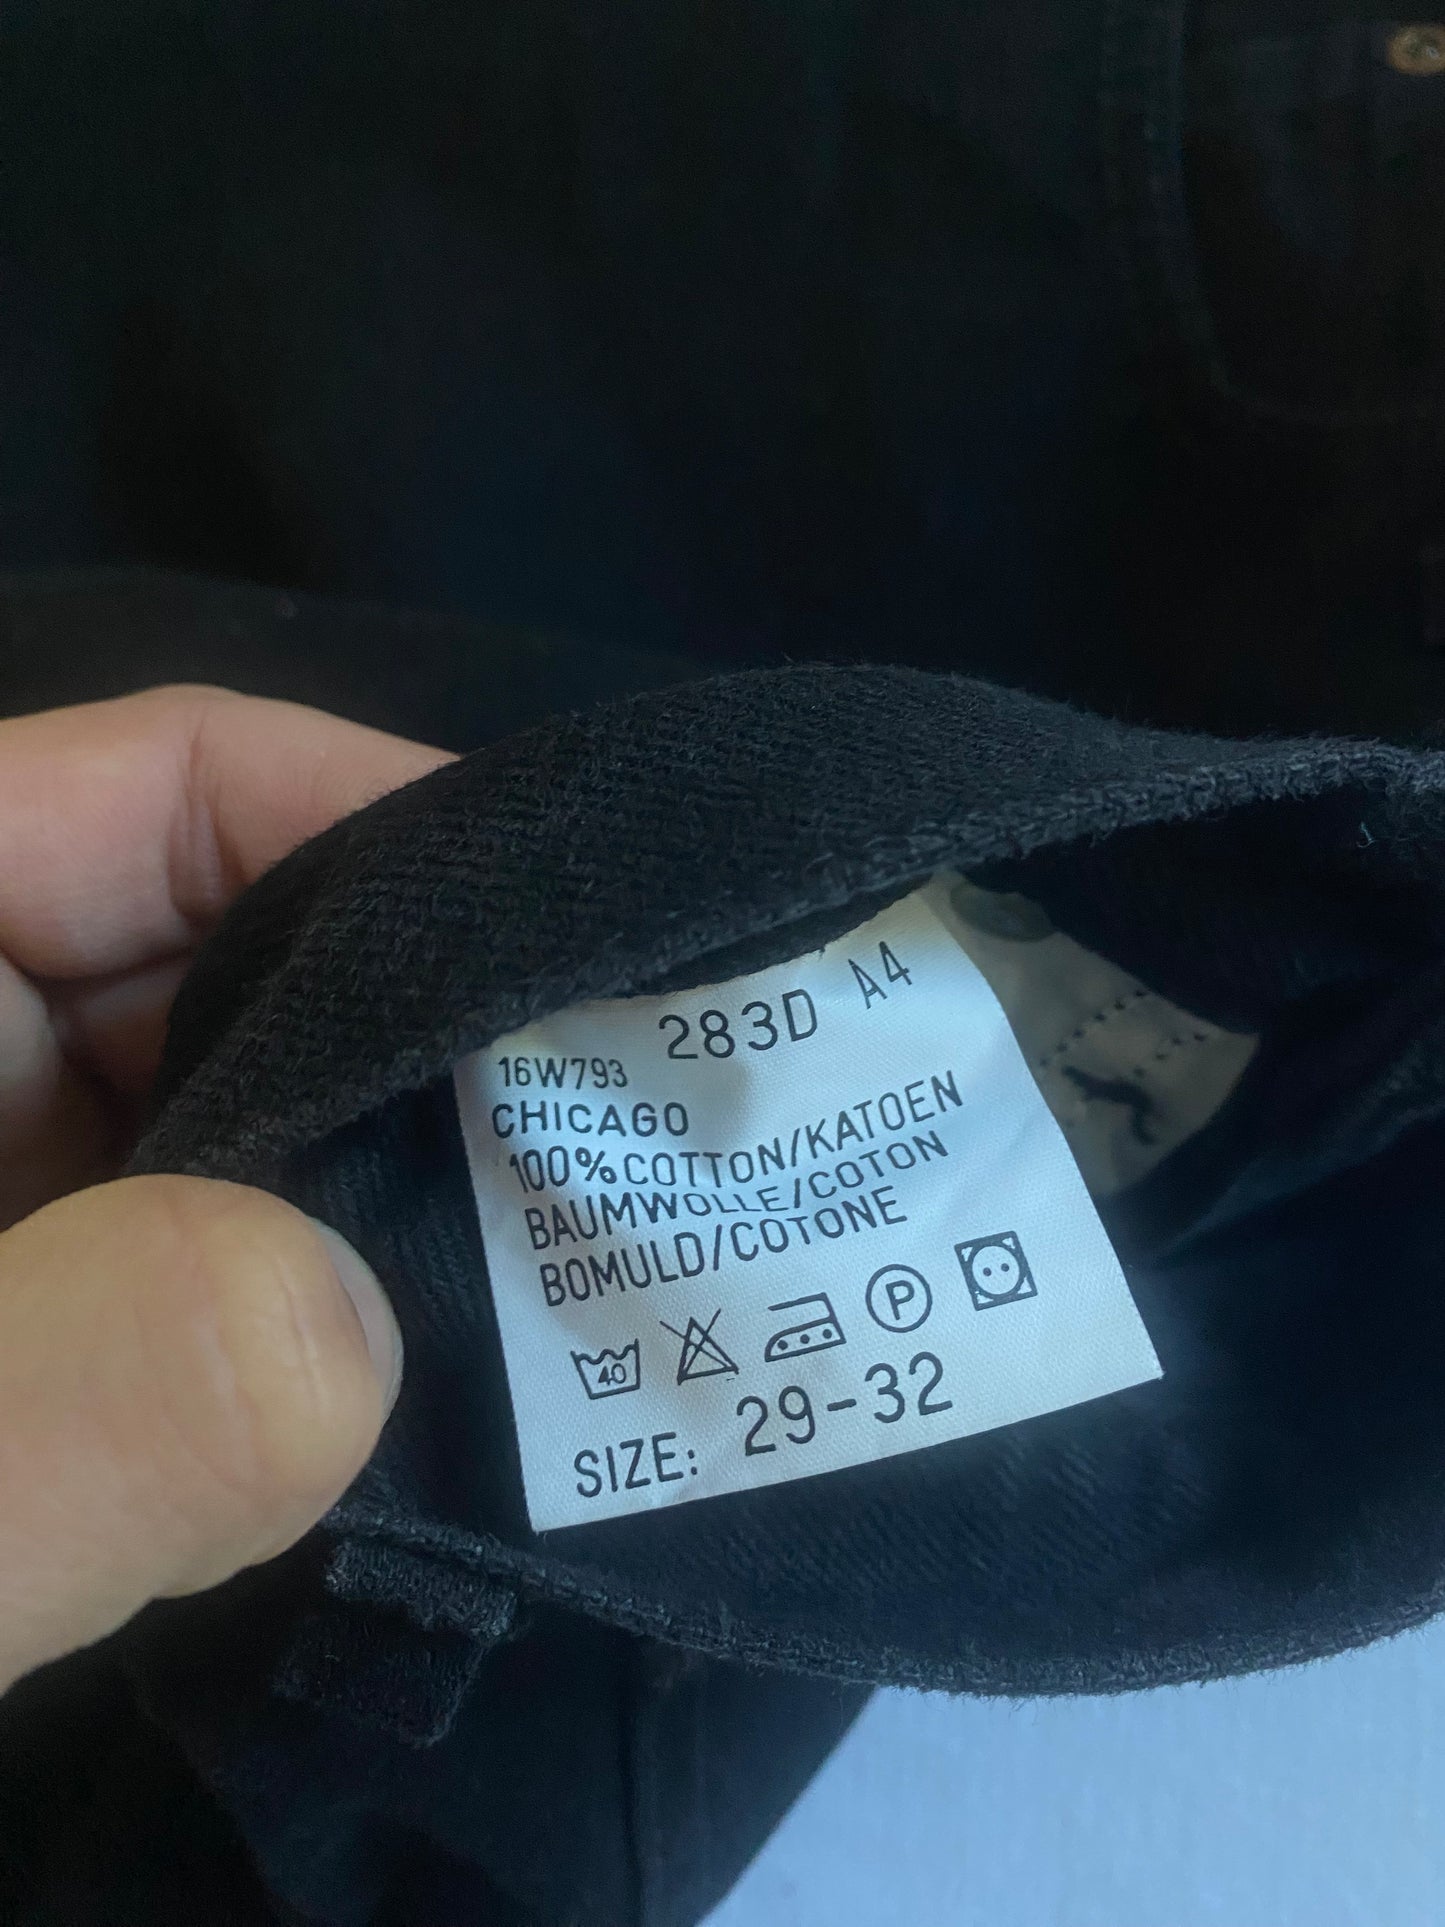 283D A4
16W793
CHICAGO
100% COTTON/KATOEN
BAUMWOLLE/COTON
BOMULD/COTONE
40 P
SIZE: 29-32